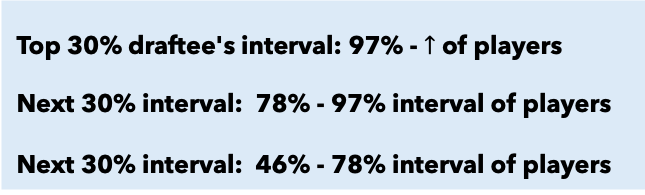 Top 30% draftee's interval: 97% - ↑ of players
Next 30% interval:  78% - 97% interval of players
Next 30% interval:  46% - 78% interval of players